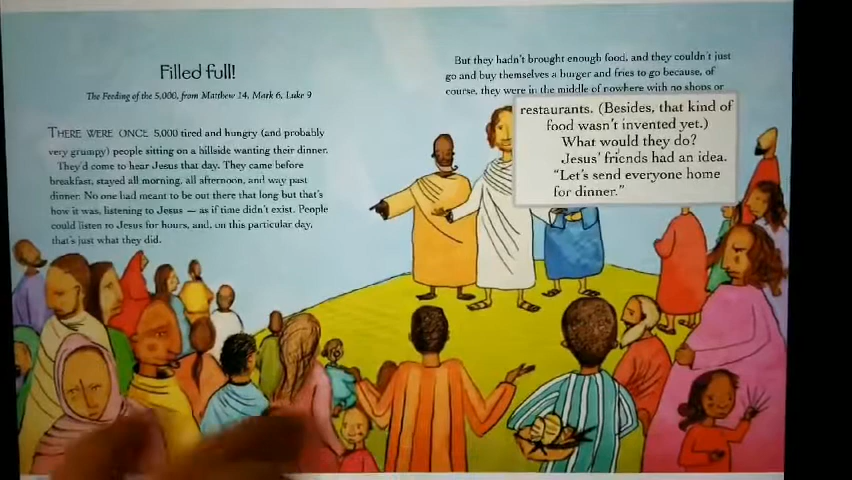 Filled full!
The Feeding of the 5,000, from Matthew 14, Mark 6, Luke 9
THERE WERE ONCE 5,000 tired and hungry (and probably
very grumpy) people sitting on a hillside wanting their dinner.
They'd come to hear Jesus that day. They came before
breakfast, stayed all morning, all afternoon, and way past
dinner. No one had meant to be out there that long but that's
how it was, listening to Jesus — as if time didn't exist. People
could listen to Jesus for hours, and, on this particular day,
that's just what they did.
But they hadn't brought enough food, and they couldn't just
go and buy themselves a burger and fries to go because, of
course, they were in the middle of nowhere with no shops or
restaurants. (Besides, that kind of
food wasn't invented yet.)
What would they do?
Jesus' friends had an idea.
"Let's send everyone home
for dinner."